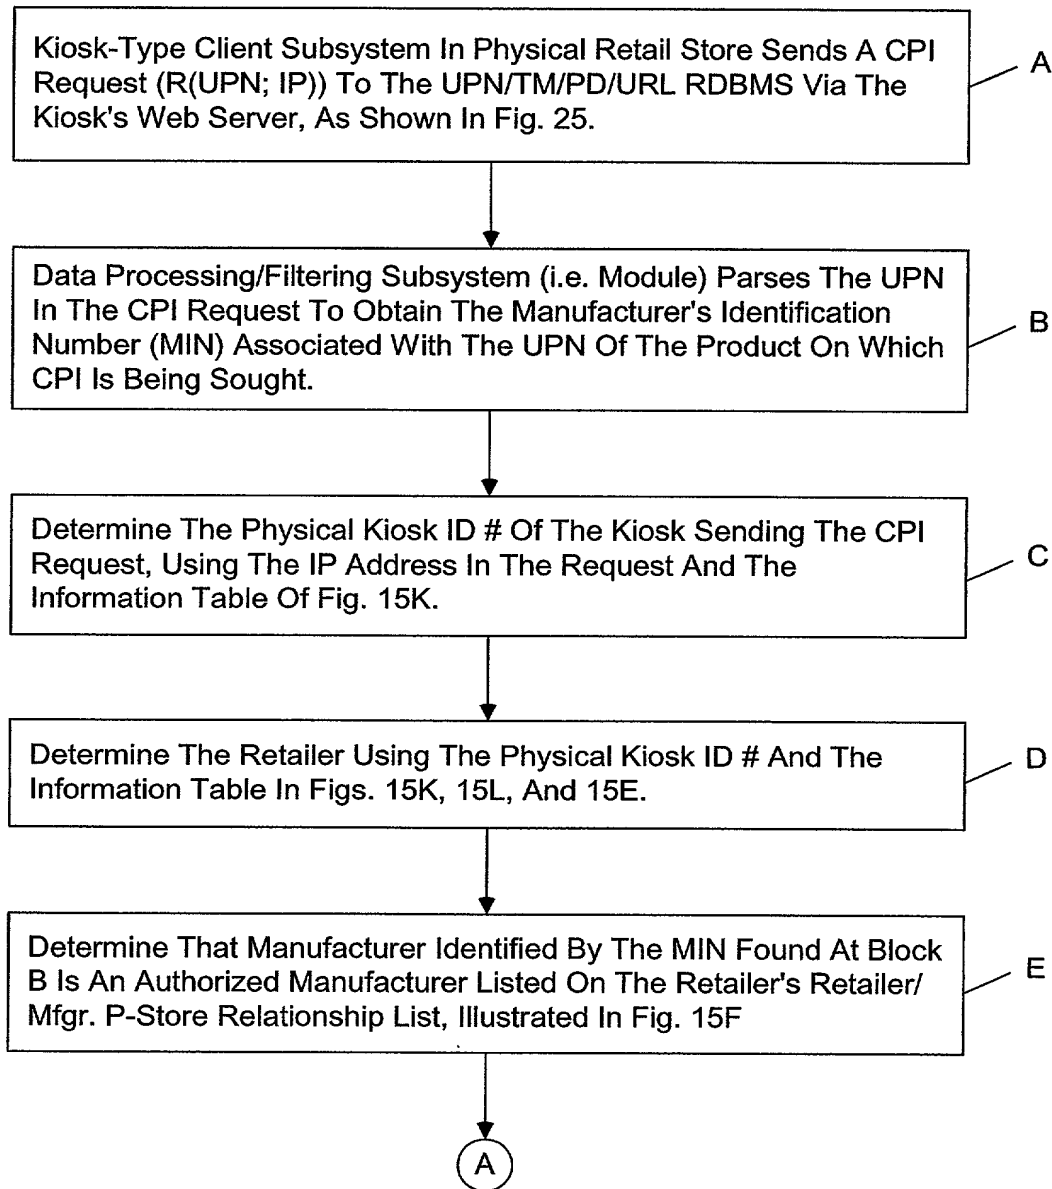 Kiosk-Type Client Subsystem In Physical Retail Store Sends A CPI
Request (R(UPN; IP)) To The UPN/TM/PD/URL RDBMS Via The
Kiosk's Web Server, As Shown In Fig. 25.
A
Data Processing/Filtering Subsystem (i.e. Module) Parses The UPN
In The CPI Request To Obtain The Manufacturer's Identification
Number (MIN) Associated With The UPN Of The Product On Which
CPI Is Being Sought.
B
Determine The Physical Kiosk ID # Of The Kiosk Sending The CPI
Request, Using The IP Address In The Request And The
Information Table Of Fig. 15K.
C
Determine The Retailer Using The Physical Kiosk ID # And The
Information Table In Figs. 15K, 15L, And 15E.
D
Determine That Manufacturer Identified By The MIN Found At Block
B Is An Authorized Manufacturer Listed On The Retailer's Retailer/
Mfgr. P-Store Relationship List, Illustrated In Fig. 15F
E
A